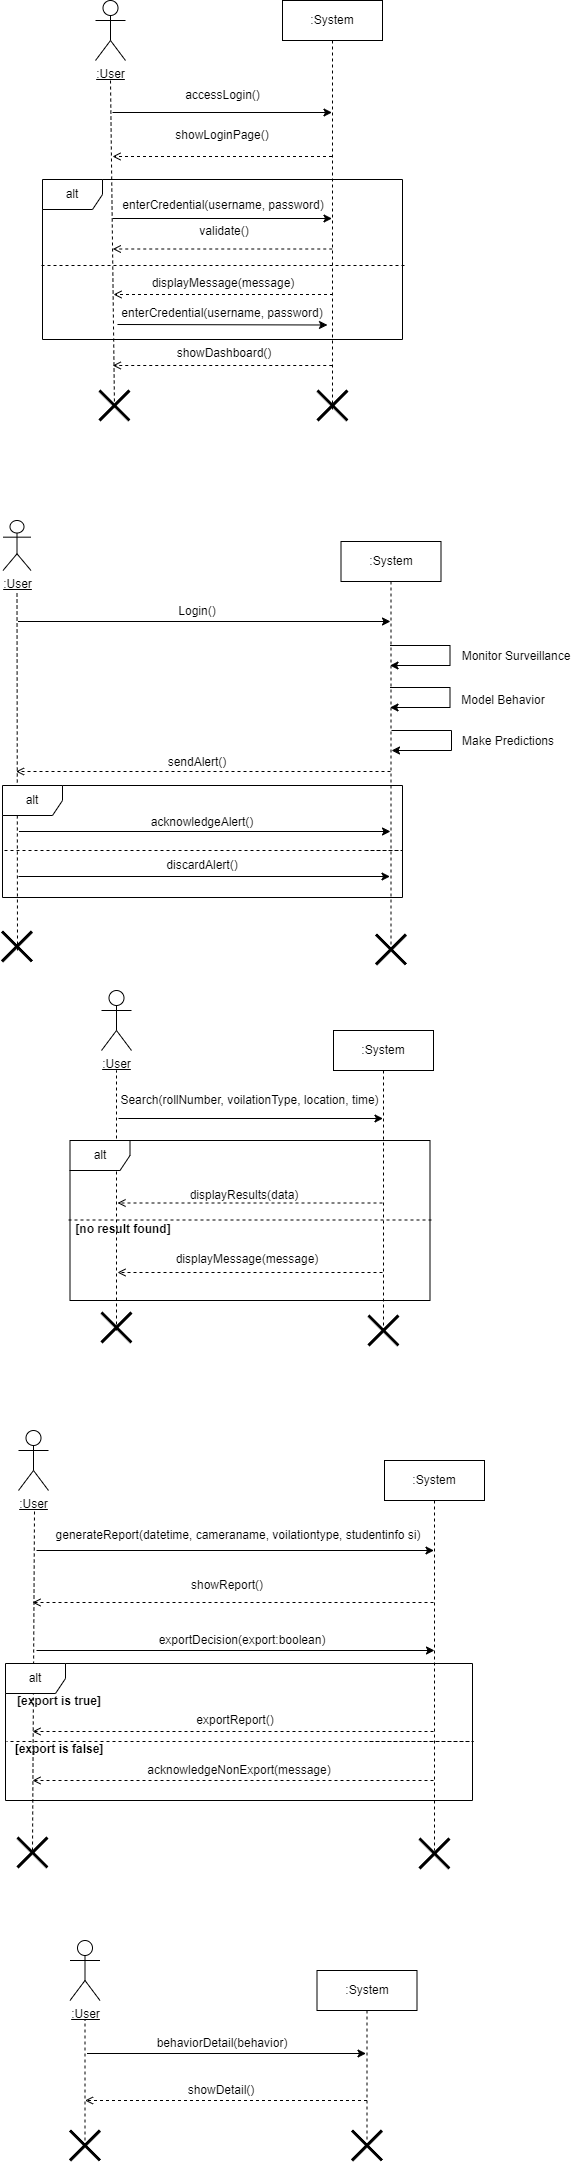 :System
:User
accessLogin()
showLoginPage()
alt
enterCredential(username, password)
validate()
displayMessage(message)
enterCredential(username, password)
showDashboard()
:System
:User
Login()
Monitor Surveillance
Model Behavior
Make Predictions
sendAlert()
alt
acknowledgeAlert()
discardAlert()
:System
:User
Search(rollNumber, voilationType, location, time)
alt
displayResults(data)
[no result found]
displayMessage(message)
:System
:User
generateReport(datetime, cameraname, voilationtype, studentinfo si)
showReport()
exportDecision(export:boolean)
alt
[export is true]
exportReport()
[export is false]
acknowledgeNonExport(message)
:System
:User
behaviorDetail(behavior)
showDetail()